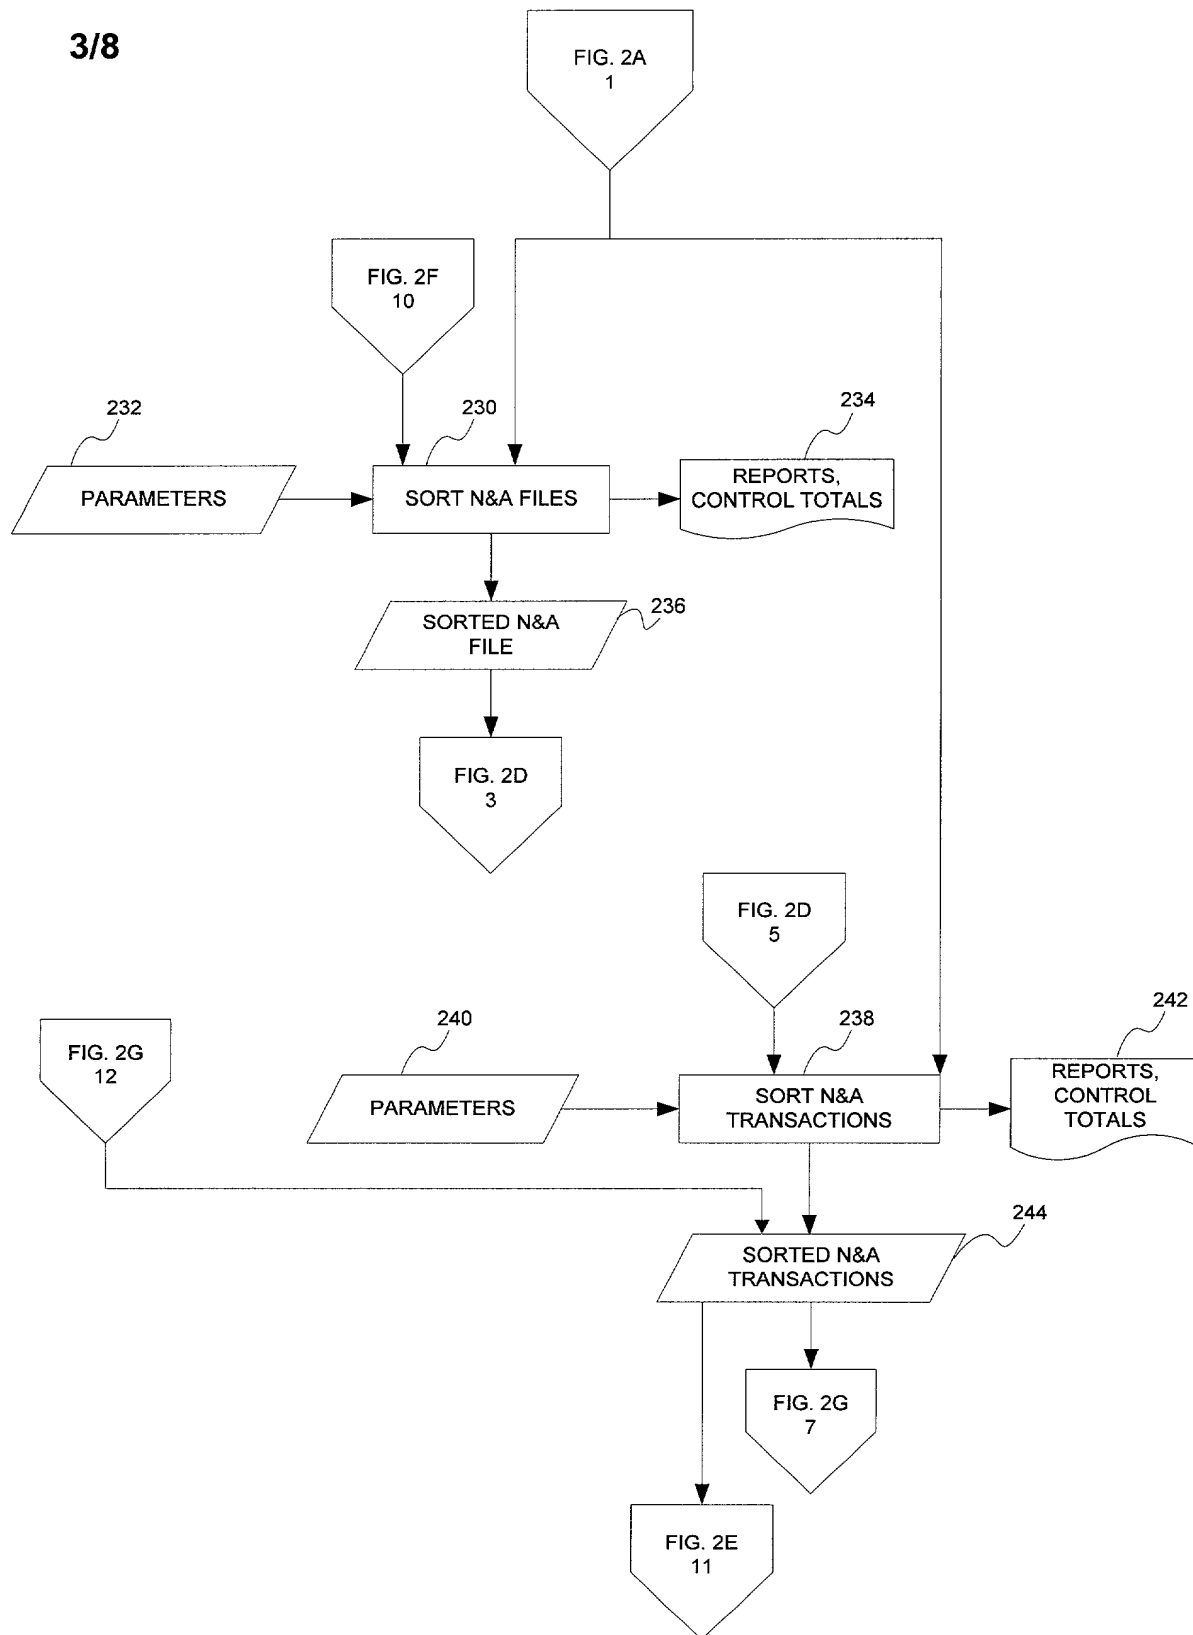 3/8
FIG. 2A
1
FIG. 2F
10
232
230
234
PARAMETERS
SORT N&A FILES
REPORTS,
CONTROL TOTALS
SORTED N&A
FILE
236
FIG. 2D
3
FIG. 2D
5
FIG. 2G
12
240
238
242
PARAMETERS
SORT N&A
TRANSACTIONS
REPORTS,
CONTROL
TOTALS
SORTED N&A
TRANSACTIONS
244
FIG. 2G
7
FIG. 2E
11